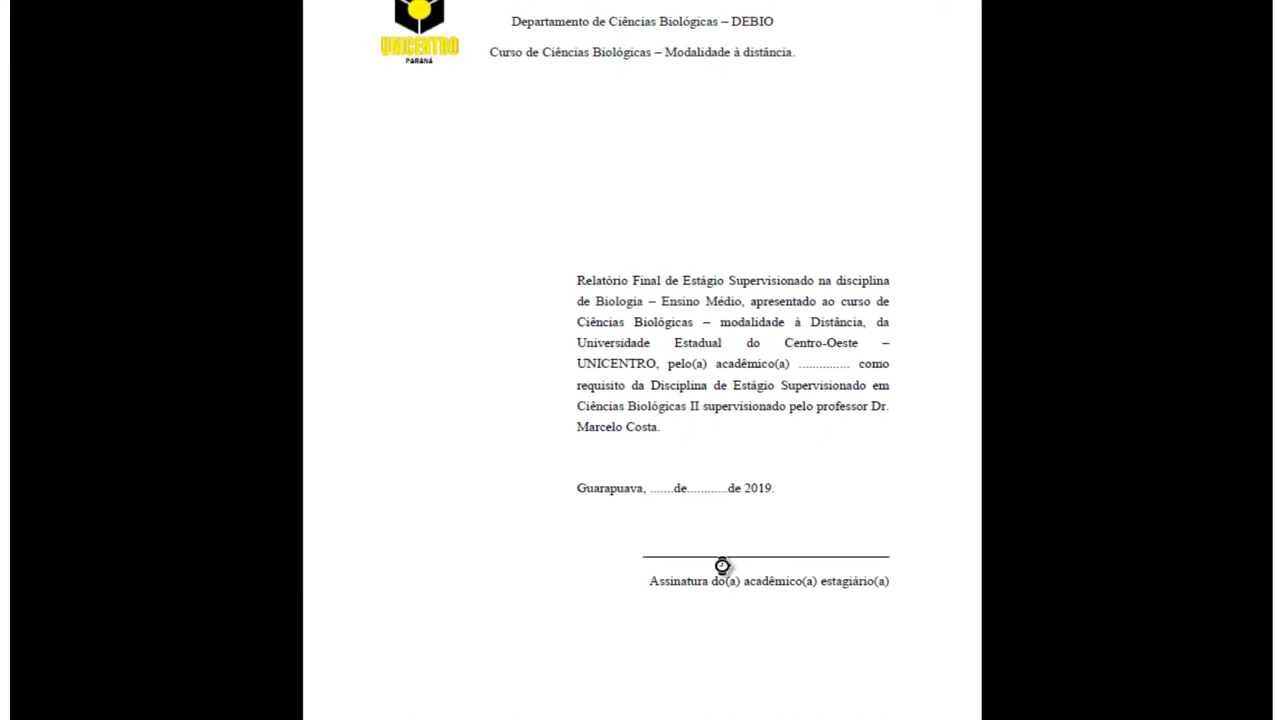 UNICENTRO
PARANÁ
Departamento de Ciências Biológicas – DEBIO
Curso de Ciências Biológicas – Modalidade à distância.
Relatório Final de Estágio Supervisionado na disciplina
de Biologia – Ensino Médio, apresentado ao curso de
Ciências Biológicas – modalidade à Distância, da
Universidade Estadual do Centro-Oeste –
UNICENTRO, pelo(a) acadêmico(a) ............... como
requisito da Disciplina de Estágio Supervisionado em
Ciências Biológicas II supervisionado pelo professor Dr.
Marcelo Costa.
Guarapuava, .......de............de 2019.
Assinatura do(a) acadêmico(a) estagiário(a)